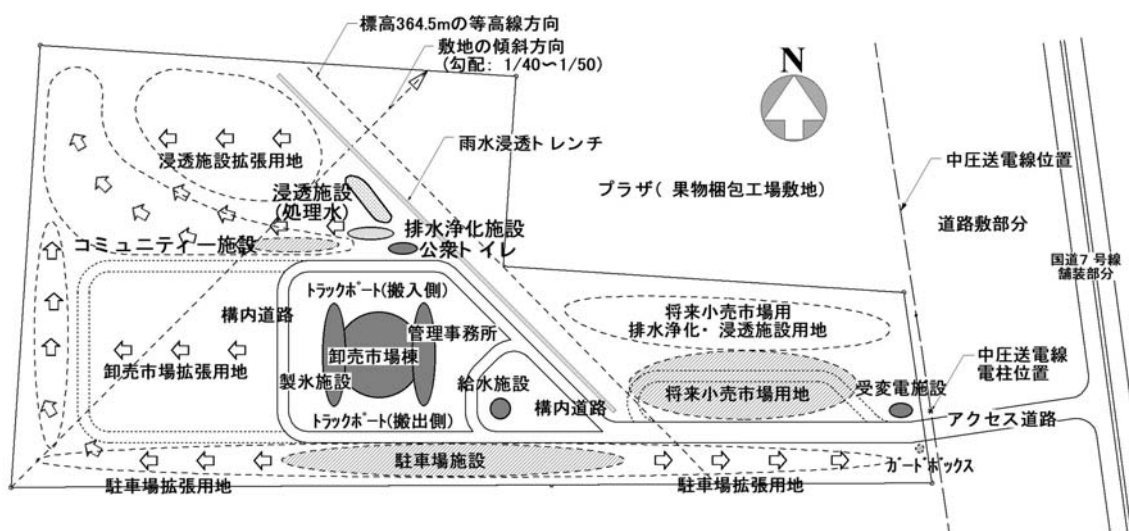 標高364.5mの等高線方向
敷地の傾斜方向
(勾配: 1/40〜1/50)
N
雨水浸透トレンチ
中圧送電線位置
浸透施設拡張用地
プラザ( 果物梱包工場敷地)
浸透施設
(処理水)
道路敷部分
排水浄化施設
コミュニティー施設
公衆トイレ
国道7 号線
舗装部分
トラックポート(搬入側)
将来小売市場用
排水浄化・ 浸透施設用地
構内道路
管理事務所
卸売市場棟
中圧送電線
電柱位置
卸売市場拡張用地
製氷施設
給水施設
将来小売市場用地
受変電施設
構内道路
トラックポート(搬出側)
アクセス道路
駐車場施設
ガードボックス
駐車場拡張用地
駐車場拡張用地